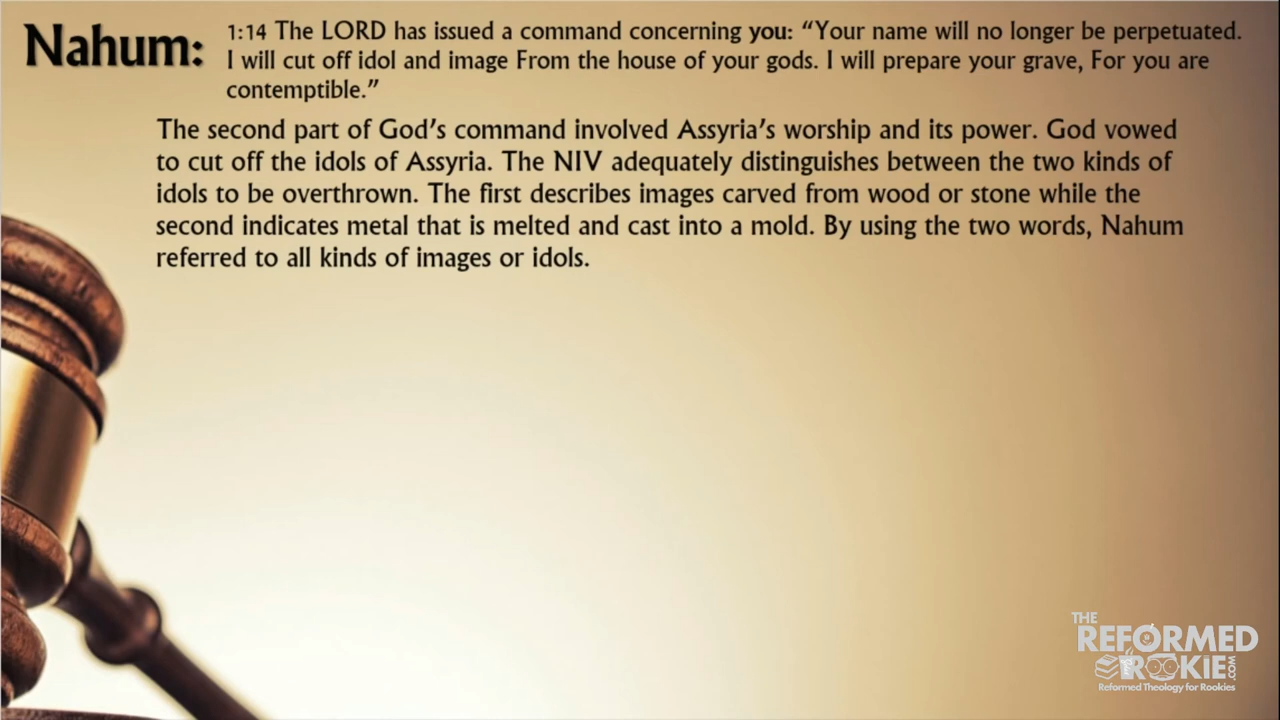 Nahum:
1:14 The LORD has issued a command concerning you: “Your name will no longer be perpetuated.
I will cut off idol and image From the house of your gods. I will prepare your grave, For you are
contemptible.”
The second part of God’s command involved Assyria’s worship and its power. God vowed
to cut off the idols of Assyria. The NIV adequately distinguishes between the two kinds of
idols to be overthrown. The first describes images carved from wood or stone while the
second indicates metal that is melted and cast into a mold. By using the two words, Nahum
referred to all kinds of images or idols.
THE
REFORMED
ROOKIE.COM
Reformed Theology for Rookies